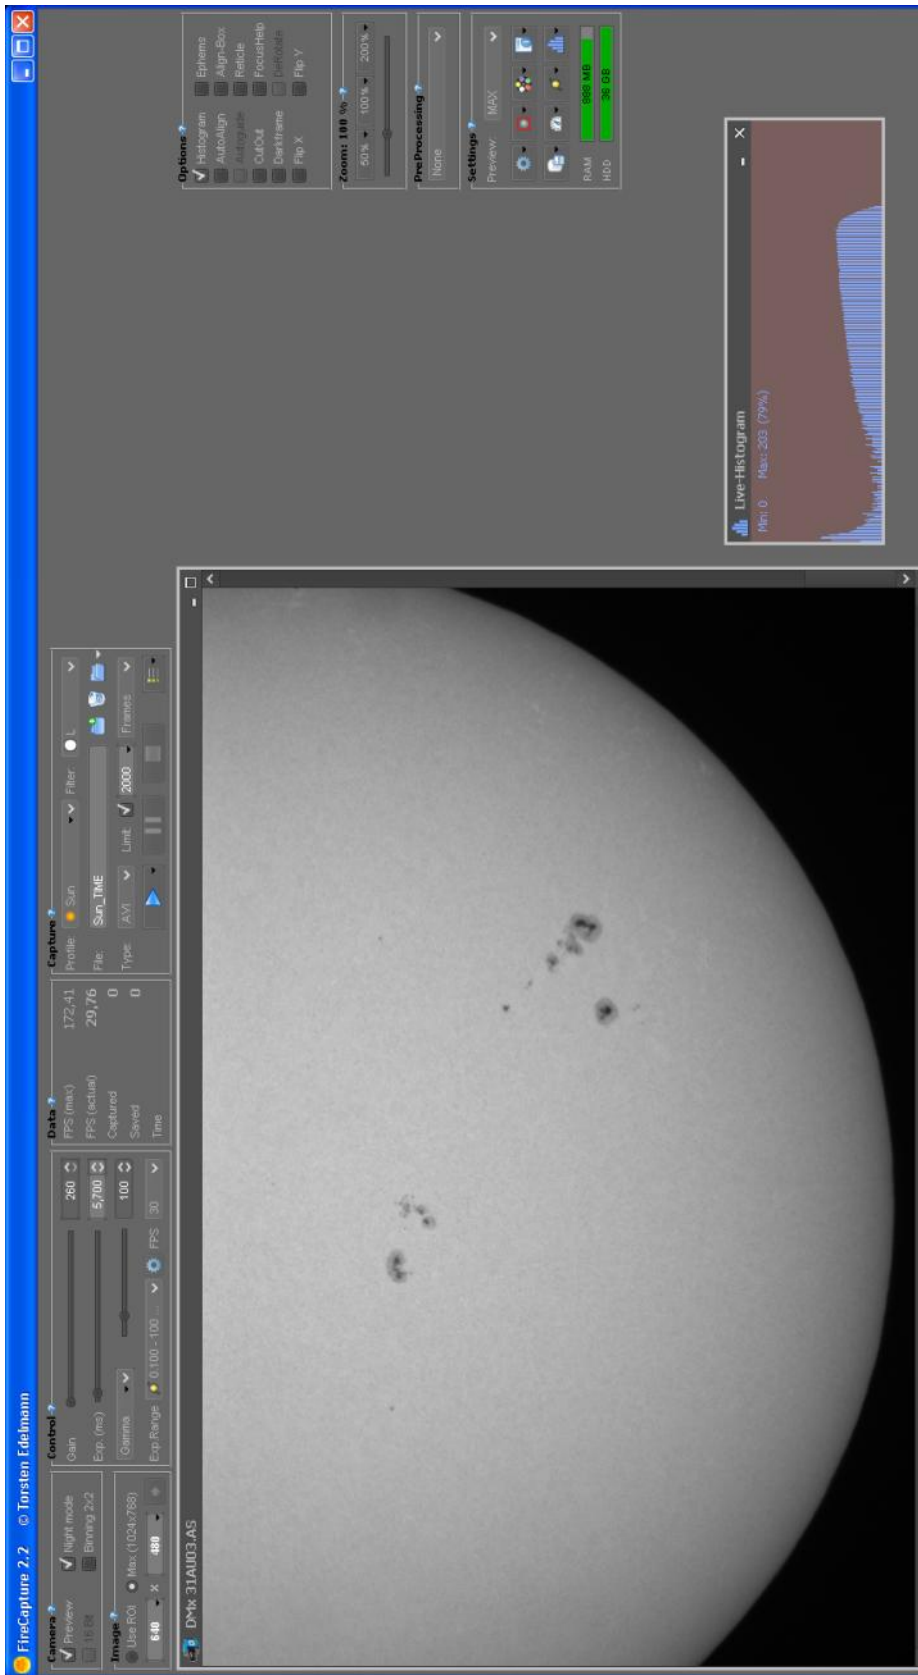 FireCapture 2.2 © Torsten Edelmann
Camera ?
Preview
Night mode
16 Bit
Binning 2x2
Image ?
Use ROI
Max (1024x768)
640
x
480
Control ?
Gain
260
Exp. (ms)
5,700
Gamma
100
Exp.Range
0.100 - 100 ...
FPS
30
Data ?
FPS (max)
172,41
FPS (actual)
29,76
Captured
0
Saved
0
Time
Capture ?
Profile:
Sun
Filter:
L
File:
Sun_TIME
Type:
AVI
Limit:
2000
Frames
DMx 31AU03.AS
Options ?
Histogram
Ephems
AutoAlign
Align-Box
Autoguide
Reticle
CutOut
FocusHelp
Darkframe
DeRotate
Flip X
Flip Y
Zoom: 100 % ?
50%
100%
200%
PreProcessing ?
None
Settings ?
Preview:
MAX
RAM
HDD
36 GB
Live-Histogram
Min: 0 Max: 203 (79%)